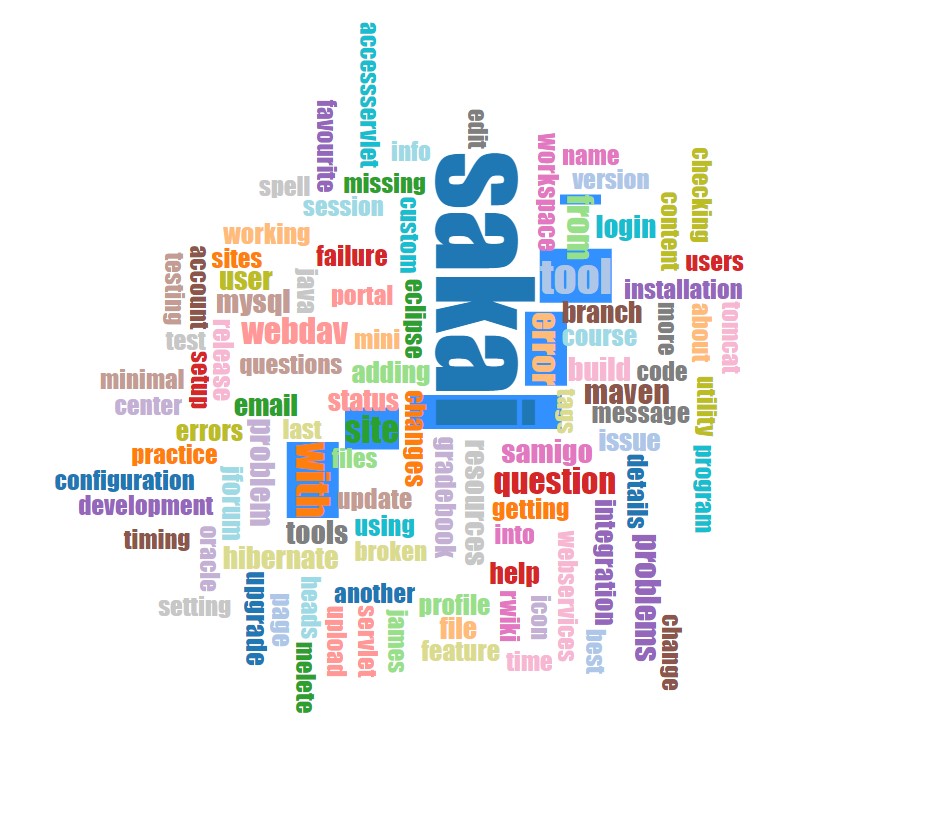 accessservlet
favourite
edit
info
workspace
name
checking
spell
missing
version
session
custom
sakai
from
content
login
working
sites
failure
users
testing
account
user
java
tool
installation
mysql
portal
eclipse
branch
more
about
tomcat
test
release
webdav
mini
error
course
setup
questions
adding
build
code
minimal
status
changes
maven
utility
center
email
tags
message
errors
last
site
issue
problem
practice
with
files
gradebook
resources
samigo
details
program
configuration
jforum
question
development
update
getting
integration
timing
oracle
tools
using
into
hibernate
broken
webservices
problems
upgrade
heads
help
setting
page
another
profile
rwiki
icon
upload
servlet
james
file
best
change
melete
feature
time